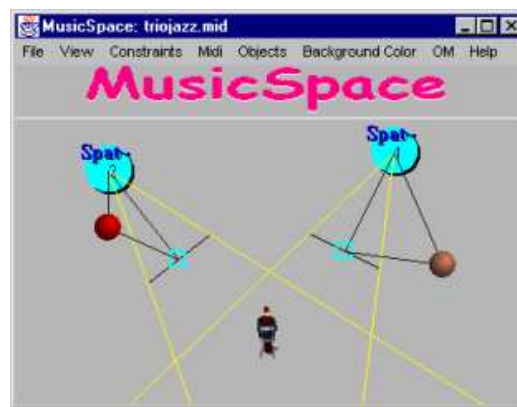 MusicSpace: triojazz.mid
File View Constraints Midi Objects Background Color OM Help
MusicSpace
Spat~
Spat~